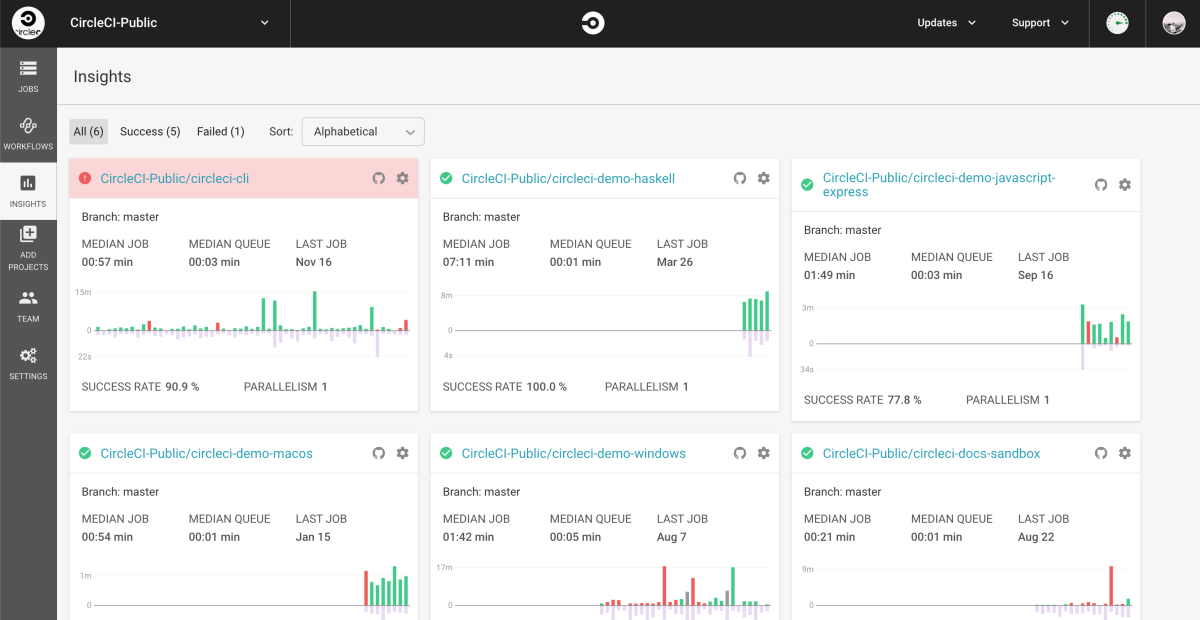 circlec
CircleCI-Public
Updates
Support
JOBS
WORKFLOWS
INSIGHTS
ADD
PROJECTS
TEAM
SETTINGS
Insights
All (6) Success (5) Failed (1) Sort: Alphabetical
CircleCI-Public/circleci-cli
Branch: master
MEDIAN JOB MEDIAN QUEUE LAST JOB
00:57 min 00:03 min Nov 16
15m
0
22s
SUCCESS RATE 90.9 % PARALLELISM 1
CircleCI-Public/circleci-demo-haskell
Branch: master
MEDIAN JOB MEDIAN QUEUE LAST JOB
07:11 min 00:01 min Mar 26
8m
0
4s
SUCCESS RATE 100.0 % PARALLELISM 1
CircleCI-Public/circleci-demo-javascript-
express
Branch: master
MEDIAN JOB MEDIAN QUEUE LAST JOB
01:49 min 00:03 min Sep 16
3m
0
34s
SUCCESS RATE 77.8 % PARALLELISM 1
CircleCI-Public/circleci-demo-macos
Branch: master
MEDIAN JOB MEDIAN QUEUE LAST JOB
00:54 min 00:01 min Jan 15
1m
0
CircleCI-Public/circleci-demo-windows
Branch: master
MEDIAN JOB MEDIAN QUEUE LAST JOB
01:42 min 00:05 min Aug 7
17m
0
CircleCI-Public/circleci-docs-sandbox
Branch: master
MEDIAN JOB MEDIAN QUEUE LAST JOB
00:21 min 00:01 min Aug 22
9m
0